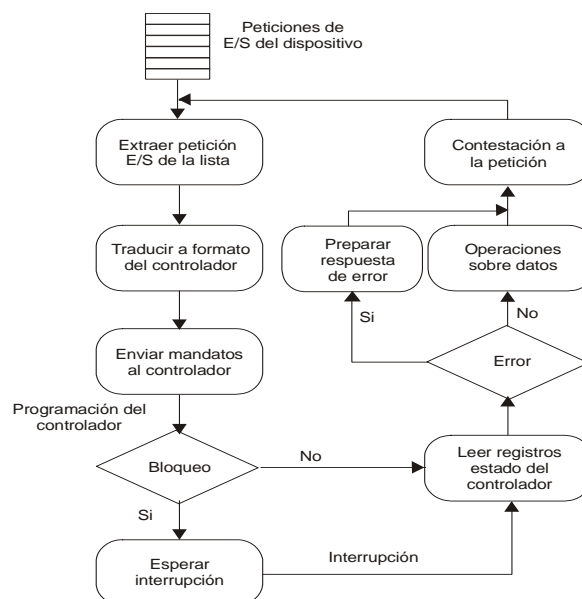 Peticiones de
E/S del dispositivo
Extraer petición
E/S de la lista
Contestación a
la petición
Traducir a formato
del controlador
Preparar
respuesta
de error
Operaciones
sobre datos
Si
No
Enviar mandatos
al controlador
Error
Programación del
controlador
Bloqueo
No
Leer registros
estado del
controlador
Si
Esperar
interrupción
Interrupción